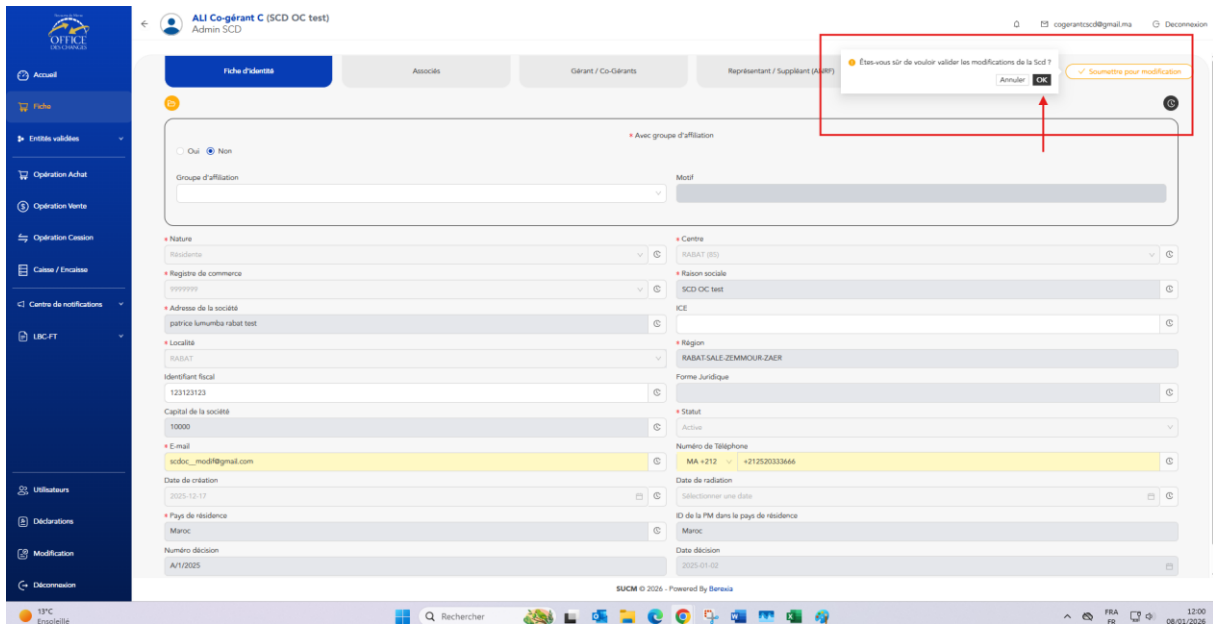 OFFICE
DES CHANGES
ALI Co-gérant C (SCD OC test)
Admin SCD
cogerantcscd@gmail.ma
Deconnexion
Accueil
Fiche
Entités validées
Opération Achat
Opération Vente
Opération Cession
Caisse / Encaisse
Centre de notifications
LBC-FT
Utilisateurs
Déclarations
Modification
Déconnexion
Fiche d'identité
Associés
Gérant / Co-Gérants
Représentant / Suppléant (ANRF)
Êtes-vous sûr de vouloir valider les modifications de la Scd ?
Annuler OK
Soumettre pour modification
* Avec groupe d'affiliation
Oui Non
Groupe d'affiliation
Motif
* Nature
Résidente
* Centre
RABAT (85)
* Registre de commerce
9999999
* Raison sociale
SCD OC test
* Adresse de la société
patrice lumumba rabat test
ICE
* Localité
RABAT
* Région
RABAT-SALE-ZEMMOUR-ZAER
Identifiant fiscal
123123123
Forme Juridique
Capital de la société
10000
* Statut
Active
* E-mail
scdoc__modif@gmail.com
Numéro de Téléphone
MA +212 +212520333666
Date de création
2025-12-17
Date de radiation
Sélectionner une date
* Pays de résidence
Maroc
ID de la PM dans le pays de résidence
Maroc
Numéro décision
A/1/2025
Date décision
2025-01-02
SUCM © 2026 - Powered By Berexia
13°C
Ensoleillé
Rechercher
FRA
FR
12:00
08/01/2026